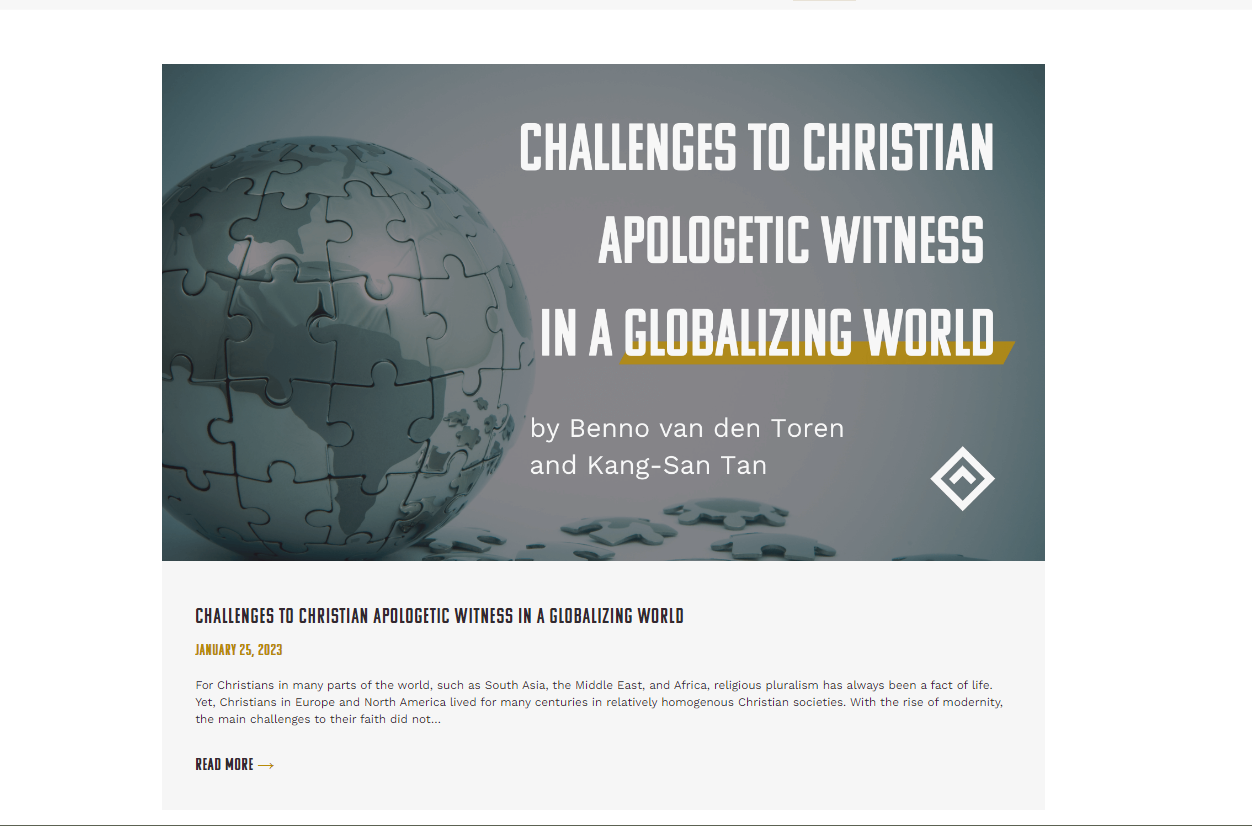 CHALLENGES TO CHRISTIAN
APOLOGETIC WITNESS
IN A GLOBALIZING WORLD
by Benno van den Toren
and Kang-San Tan
CHALLENGES TO CHRISTIAN APOLOGETIC WITNESS IN A GLOBALIZING WORLD
JANUARY 25, 2023
For Christians in many parts of the world, such as South Asia, the Middle East, and Africa, religious pluralism has always been a fact of life.
Yet, Christians in Europe and North America lived for many centuries in relatively homogenous Christian societies. With the rise of modernity,
the main challenges to their faith did not...
READ MORE →